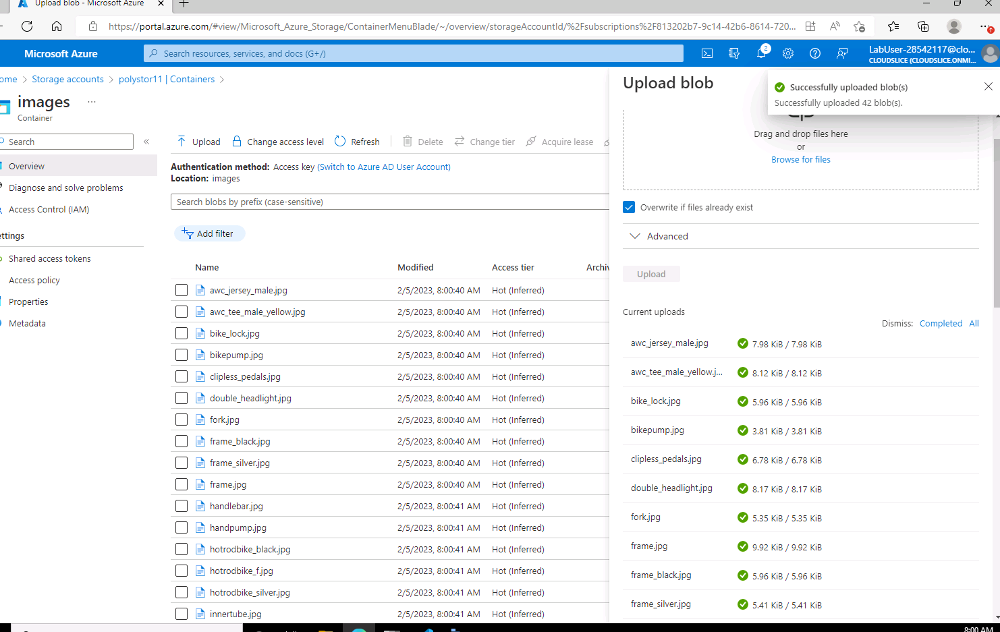 Upload blob - Microsoft Azure
https://portal.azure.com/#view/Microsoft_Azure_Storage/ContainerMenuBlade/~/overview/storageAccountId/%2Fsubscriptions%2F813202b7-9c14-42b6-8614-720...
Microsoft Azure
Search resources, services, and docs (G+/)
2
LabUser-28542117@clo...
CLOUDSLICE (CLOUDSLICE.ONMI...
ome > Storage accounts > polystor11 | Containers >
images ...
Container
Search
Overview
Diagnose and solve problems
Access Control (IAM)
ettings
Shared access tokens
Access policy
Properties
Metadata
Upload Change access level Refresh Delete Change tier Acquire lease
Authentication method: Access key (Switch to Azure AD User Account)
Location: images
Search blobs by prefix (case-sensitive)
Add filter
Name Modified Access tier Archiv
awc_jersey_male.jpg 2/5/2023, 8:00:40 AM Hot (Inferred)
awc_tee_male_yellow.jpg 2/5/2023, 8:00:40 AM Hot (Inferred)
bike_lock.jpg 2/5/2023, 8:00:40 AM Hot (Inferred)
bikepump.jpg 2/5/2023, 8:00:40 AM Hot (Inferred)
clipless_pedals.jpg 2/5/2023, 8:00:40 AM Hot (Inferred)
double_headlight.jpg 2/5/2023, 8:00:40 AM Hot (Inferred)
fork.jpg 2/5/2023, 8:00:40 AM Hot (Inferred)
frame_black.jpg 2/5/2023, 8:00:40 AM Hot (Inferred)
frame_silver.jpg 2/5/2023, 8:00:40 AM Hot (Inferred)
frame.jpg 2/5/2023, 8:00:40 AM Hot (Inferred)
handlebar.jpg 2/5/2023, 8:00:41 AM Hot (Inferred)
handpump.jpg 2/5/2023, 8:00:41 AM Hot (Inferred)
hotrodbike_black.jpg 2/5/2023, 8:00:41 AM Hot (Inferred)
hotrodbike_f.jpg 2/5/2023, 8:00:41 AM Hot (Inferred)
hotrodbike_silver.jpg 2/5/2023, 8:00:41 AM Hot (Inferred)
innertube.jpg 2/5/2023, 8:00:41 AM Hot (Inferred)
Upload blob
Successfully uploaded blob(s)
Successfully uploaded 42 blob(s).
Drag and drop files here
or
Browse for files
Overwrite if files already exist
Advanced
Upload
Current uploads
Dismiss: Completed All
awc_jersey_male.jpg 7.98 KiB / 7.98 KiB
awc_tee_male_yellow.j... 8.12 KiB / 8.12 KiB
bike_lock.jpg 5.96 KiB / 5.96 KiB
bikepump.jpg 3.81 KiB / 3.81 KiB
clipless_pedals.jpg 6.78 KiB / 6.78 KiB
double_headlight.jpg 8.17 KiB / 8.17 KiB
fork.jpg 5.35 KiB / 5.35 KiB
frame.jpg 9.92 KiB / 9.92 KiB
frame_black.jpg 5.96 KiB / 5.96 KiB
frame_silver.jpg 5.41 KiB / 5.41 KiB
8:00 AM